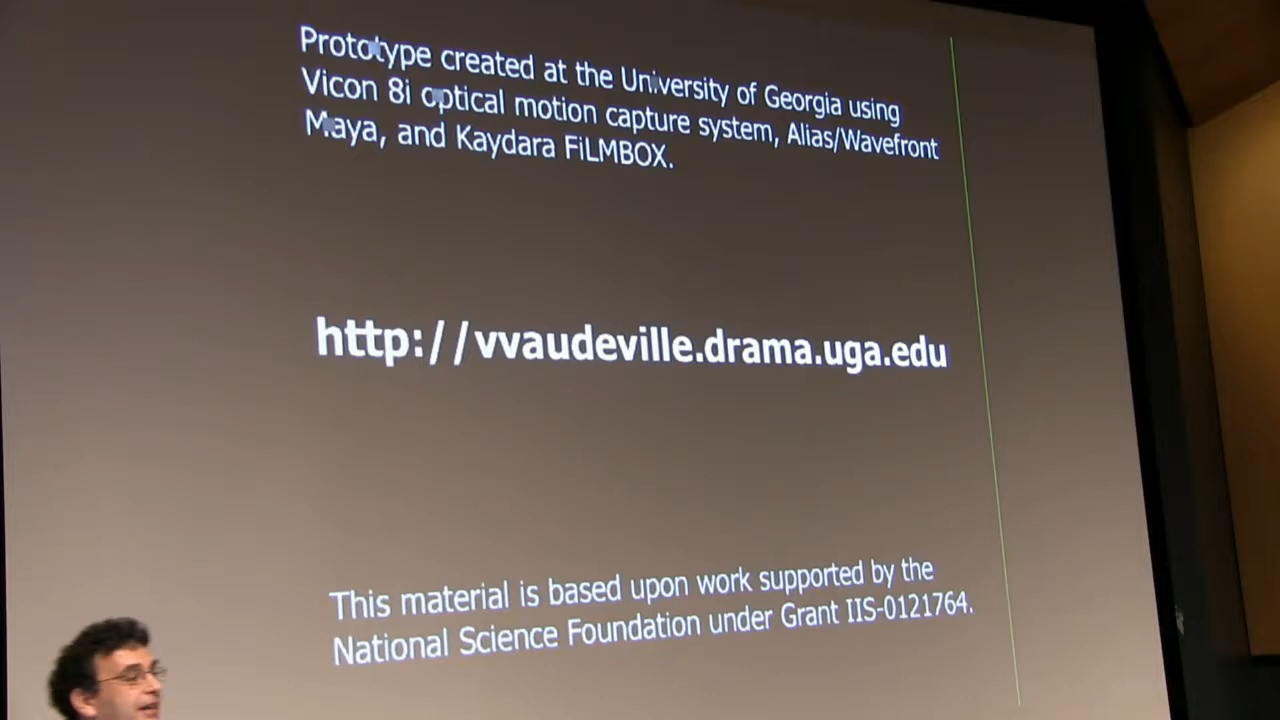 Prototype created at the University of Georgia using
Vicon 8i optical motion capture system, Alias/Wavefront
Maya, and Kaydara FiLMBOX.
http://vvaudeville.drama.uga.edu
This material is based upon work supported by the
National Science Foundation under Grant IIS-0121764.